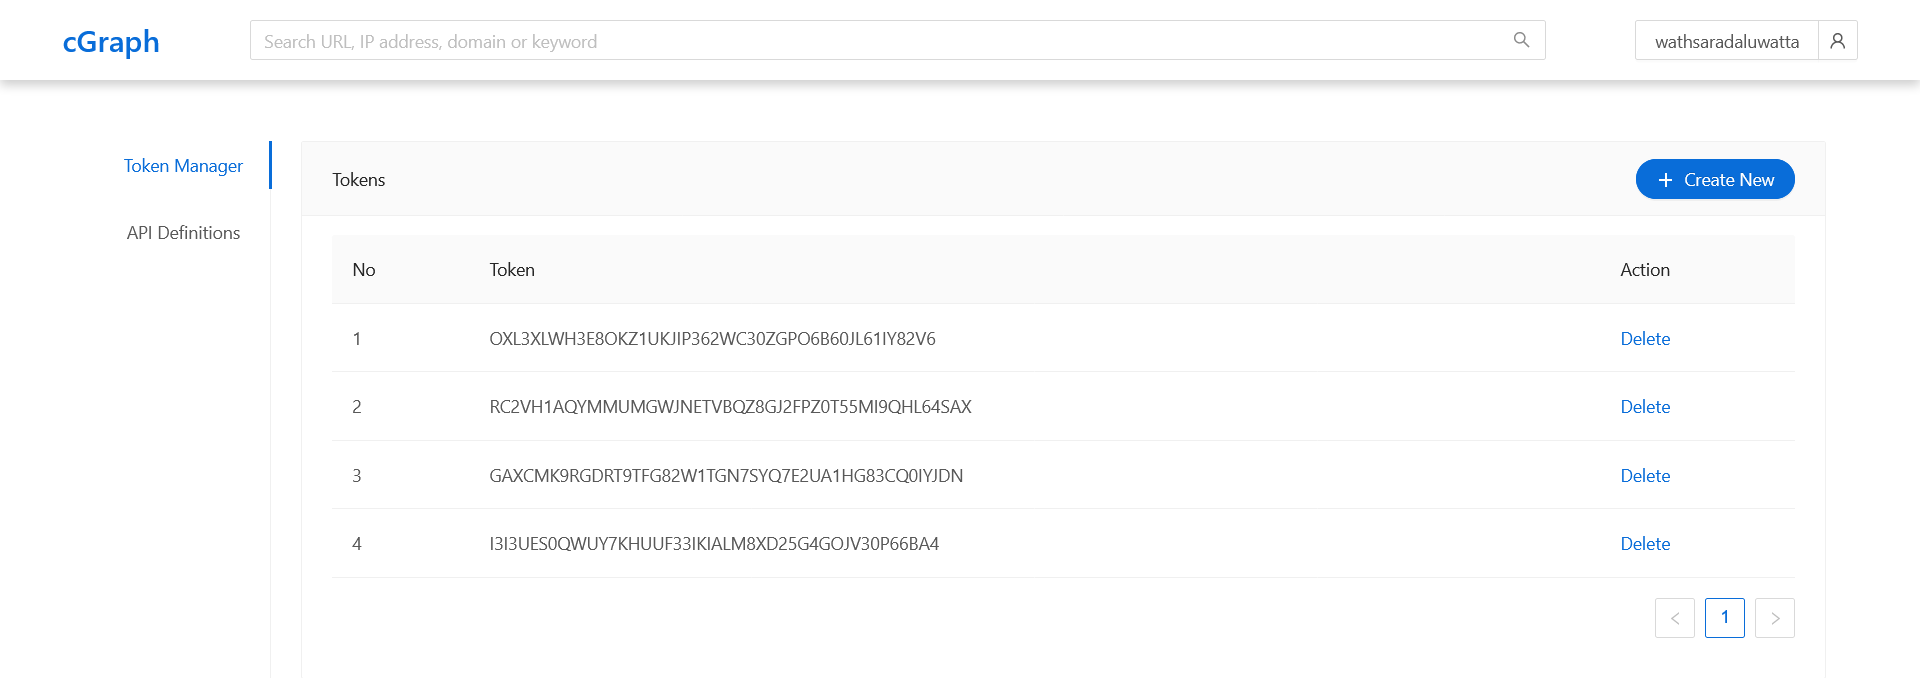 cGraph
Search URL, IP address, domain or keyword
wathsaradaluwatta
Token Manager
API Definitions
Tokens
+ Create New
No Token Action
1 OXL3XLWH3E8OKZ1UKJIP362WC30ZGPO6B60JL61IY82V6 Delete
2 RC2VH1AQYMMUMGWJNETVBQZ8GJ2FPZ0T55MI9QHL64SAX Delete
3 GAXCMK9RGDRT9TFG82W1TGN7SYQ7E2UA1HG83CQ0IYJDN Delete
4 I3I3UES0QWUY7KHUUF33IKIALM8XD25G4GOJV30P66BA4 Delete
< 1 >